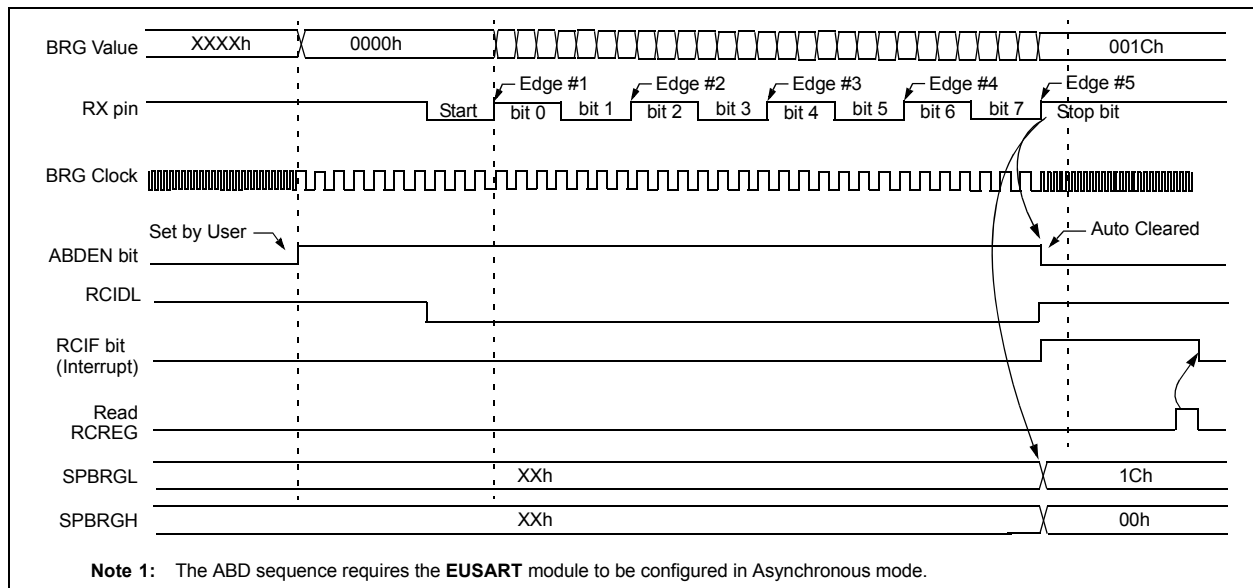 BRG Value XXXXh 0000h 001Ch
Edge #1 Edge #2 Edge #3 Edge #4 Edge #5
RX pin Start bit 0 bit 1 bit 2 bit 3 bit 4 bit 5 bit 6 bit 7 Stop bit
BRG Clock
Set by User Auto Cleared
ABDEN bit
RCIDL
RCIF bit
(Interrupt)
Read
RCREG
SPBRGL XXh 1Ch
SPBRGH XXh 00h
Note 1: The ABD sequence requires the EUSART module to be configured in Asynchronous mode.